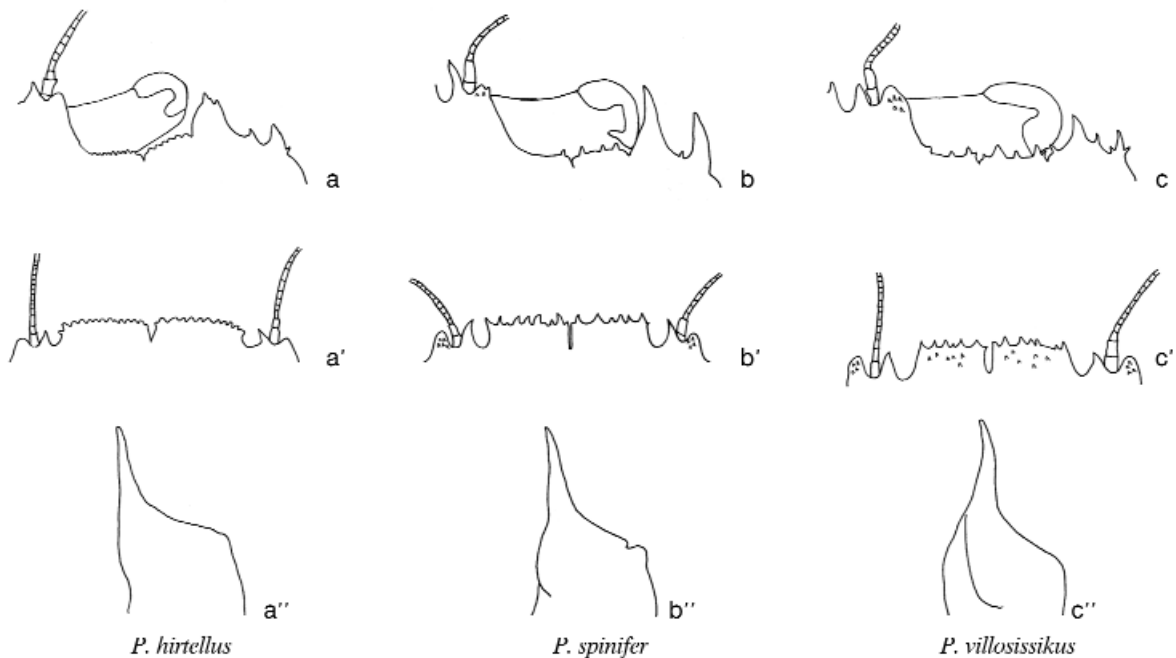 a
b
c
a'
b'
c'
a''
b''
c''
P. hirtellus
P. spinifer
P. villosissikus